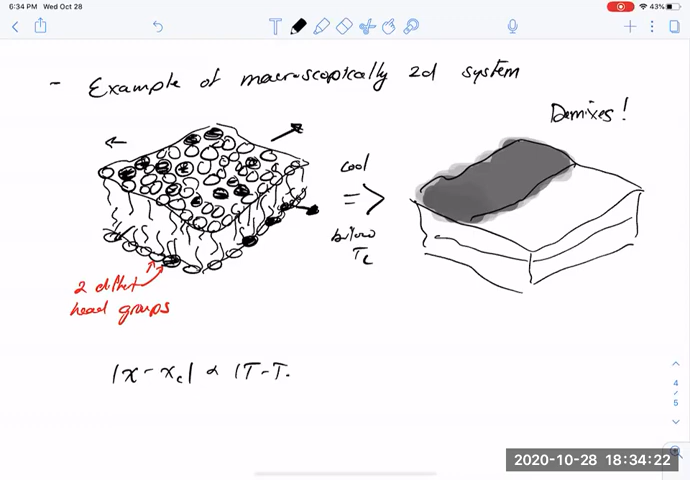 6:34 PM Wed Oct 28
43%
- Example of macroscopically 2d system
Demixes!
cool
=>
below
Tc
2 different
head groups
|x - xc| ∝ |T - T.
4
/
5
2020-10-28 18:34:22